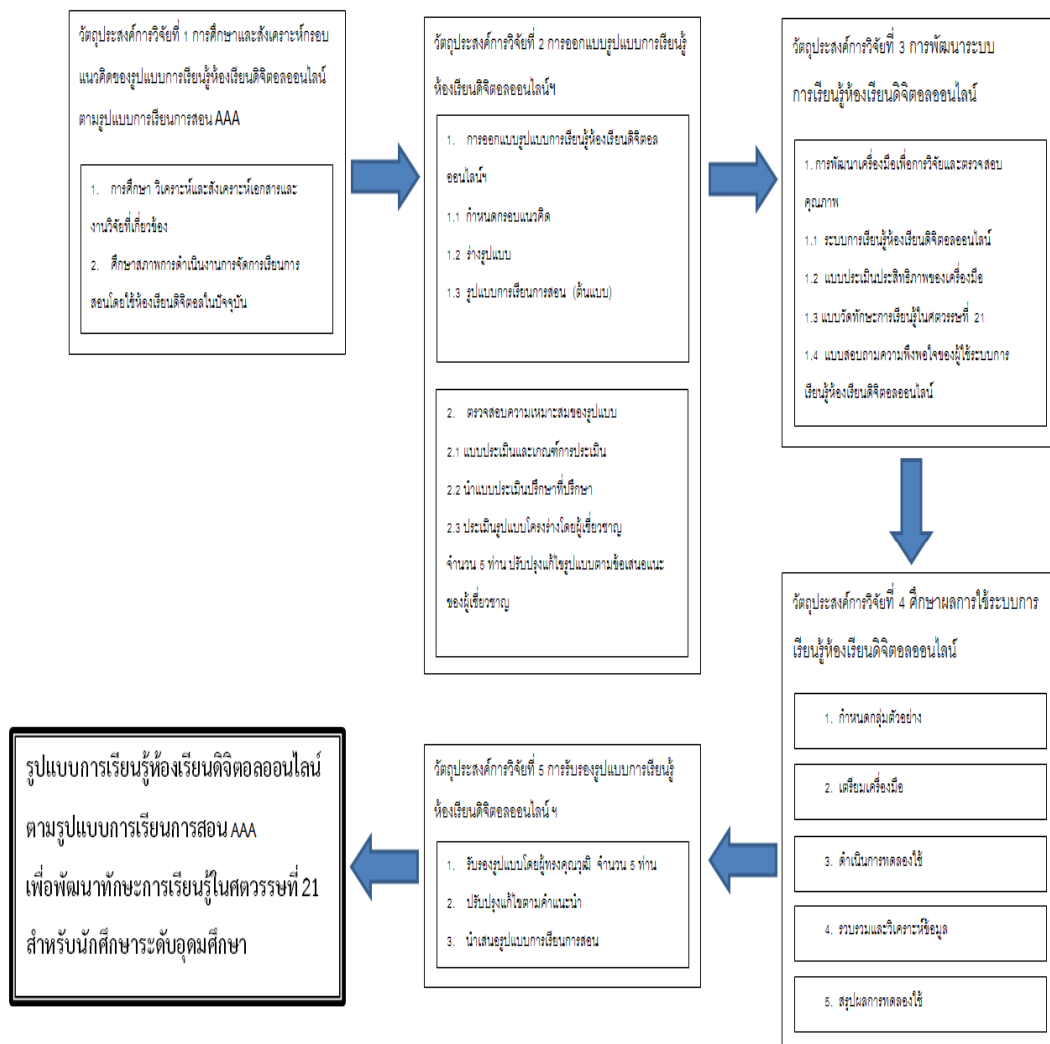 วัตถุประสงค์การวิจัยที่ 1 การศึกษาและสังเคราะห์กรอบ
แนวคิดของรูปแบบการเรียนรู้ห้องเรียนดิจิตอลออนไลน์
ตามรูปแบบการเรียนการสอน AAA
1. การศึกษา วิเคราะห์และสังเคราะห์เอกสารและ
งานวิจัยที่เกี่ยวข้อง
2. ศึกษาสภาพการดำเนินงานการจัดการเรียนการ
สอนโดยใช้ห้องเรียนดิจิตอลในปัจจุบัน
วัตถุประสงค์การวิจัยที่ 2 การออกแบบรูปแบบการเรียนรู้
ห้องเรียนดิจิตอลออนไลน์ฯ
1. การออกแบบรูปแบบการเรียนรู้ห้องเรียนดิจิตอล
ออนไลน์ฯ
1.1 กำหนดกรอบแนวคิด
1.2 ร่างรูปแบบ
1.3 รูปแบบการเรียนการสอน (ต้นแบบ)
2. ตรวจสอบความเหมาะสมของรูปแบบ
2.1 แบบประเมินและเกณฑ์การประเมิน
2.2 นำแบบประเมินปรึกษาที่ปรึกษา
2.3 ประเมินรูปแบบโครงร่างโดยผู้เชี่ยวชาญ
จำนวน 5 ท่าน ปรับปรุงแก้ไขรูปแบบตามข้อเสนอแนะ
ของผู้เชี่ยวชาญ
วัตถุประสงค์การวิจัยที่ 3 การพัฒนาระบบ
การเรียนรู้ห้องเรียนดิจิตอลออนไลน์
1. การพัฒนาเครื่องมือเพื่อการวิจัยและตรวจสอบ
คุณภาพ
1.1 ระบบการเรียนรู้ห้องเรียนดิจิตอลออนไลน์
1.2 แบบประเมินประสิทธิภาพของเครื่องมือ
1.3 แบบวัดทักษะการเรียนรู้ในศตวรรษที่ 21
1.4 แบบสอบถามความพึงพอใจของผู้ใช้ระบบการ
เรียนรู้ห้องเรียนดิจิตอลออนไลน์
วัตถุประสงค์การวิจัยที่ 4 ศึกษาผลการใช้ระบบการ
เรียนรู้ห้องเรียนดิจิตอลออนไลน์
1. กำหนดกลุ่มตัวอย่าง
2. เตรียมเครื่องมือ
3. ดำเนินการทดลองใช้
4. รวบรวมและวิเคราะห์ข้อมูล
5. สรุปผลการทดลองใช้
วัตถุประสงค์การวิจัยที่ 5 การรับรองรูปแบบการเรียนรู้
ห้องเรียนดิจิตอลออนไลน์ ฯ
1. รับรองรูปแบบโดยผู้ทรงคุณวุฒิ จำนวน 5 ท่าน
2. ปรับปรุงแก้ไขตามคำแนะนำ
3. นำเสนอรูปแบบการเรียนการสอน
รูปแบบการเรียนรู้ห้องเรียนดิจิตอลออนไลน์
ตามรูปแบบการเรียนการสอน AAA
เพื่อพัฒนาทักษะการเรียนรู้ในศตวรรษที่ 21
สำหรับนักศึกษาระดับอุดมศึกษา